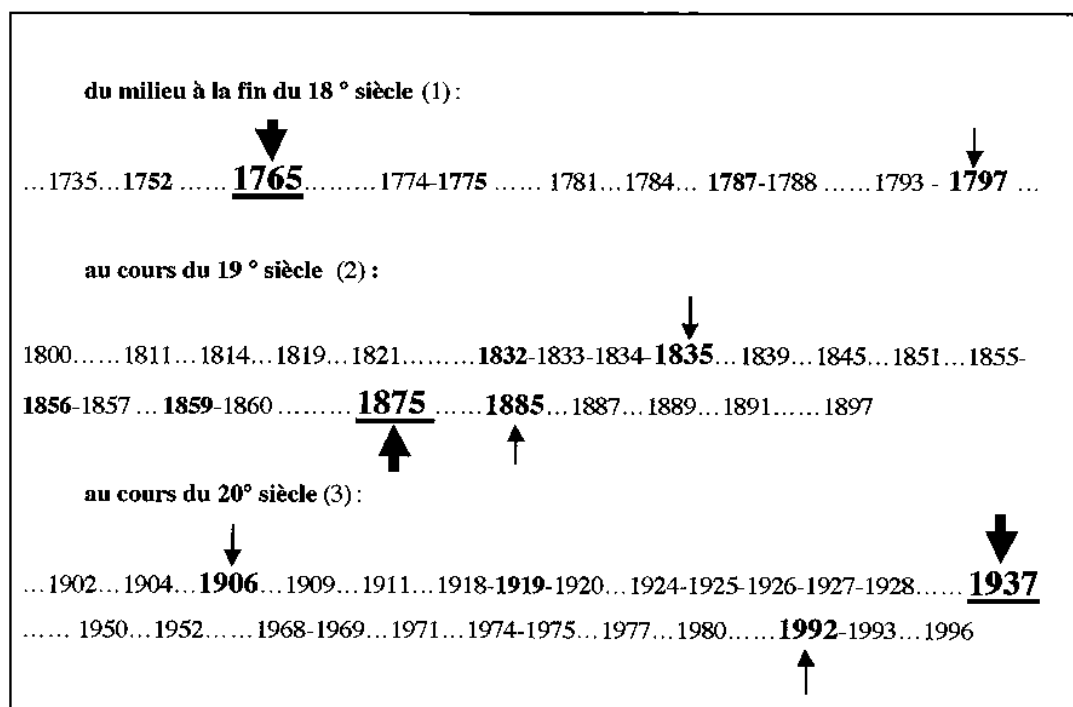 du milieu à la fin du 18 ° siècle (1) :
...1735...1752 ...... 1765.........1774-1775 ...... 1781...1784... 1787-1788 ......1793 - 1797 ...
au cours du 19 ° siècle (2) :
1800......1811...1814...1819...1821.........1832-1833-1834-1835...1839...1845...1851...1855-
1856-1857 ...1859-1860 ......... 1875 ......1885...1887...1889...1891......1897
au cours du 20° siècle (3) :
...1902...1904...1906...1909...1911...1918-1919-1920...1924-1925-1926-1927-1928......1937
...... 1950...1952......1968-1969...1971...1974-1975...1977...1980......1992-1993...1996